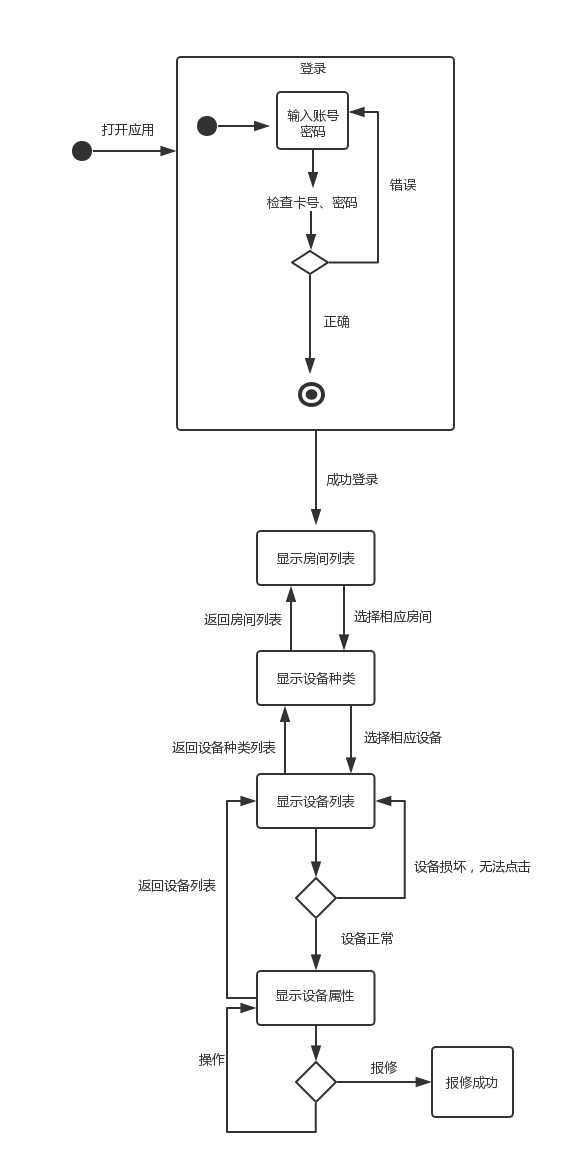 登录
打开应用
输入账号
密码
错误
检查卡号、密码
正确
成功登录
显示房间列表
返回房间列表
选择相应房间
显示设备种类
选择相应设备
返回设备种类列表
显示设备列表
设备损坏，无法点击
返回设备列表
设备正常
显示设备属性
操作
报修
报修成功